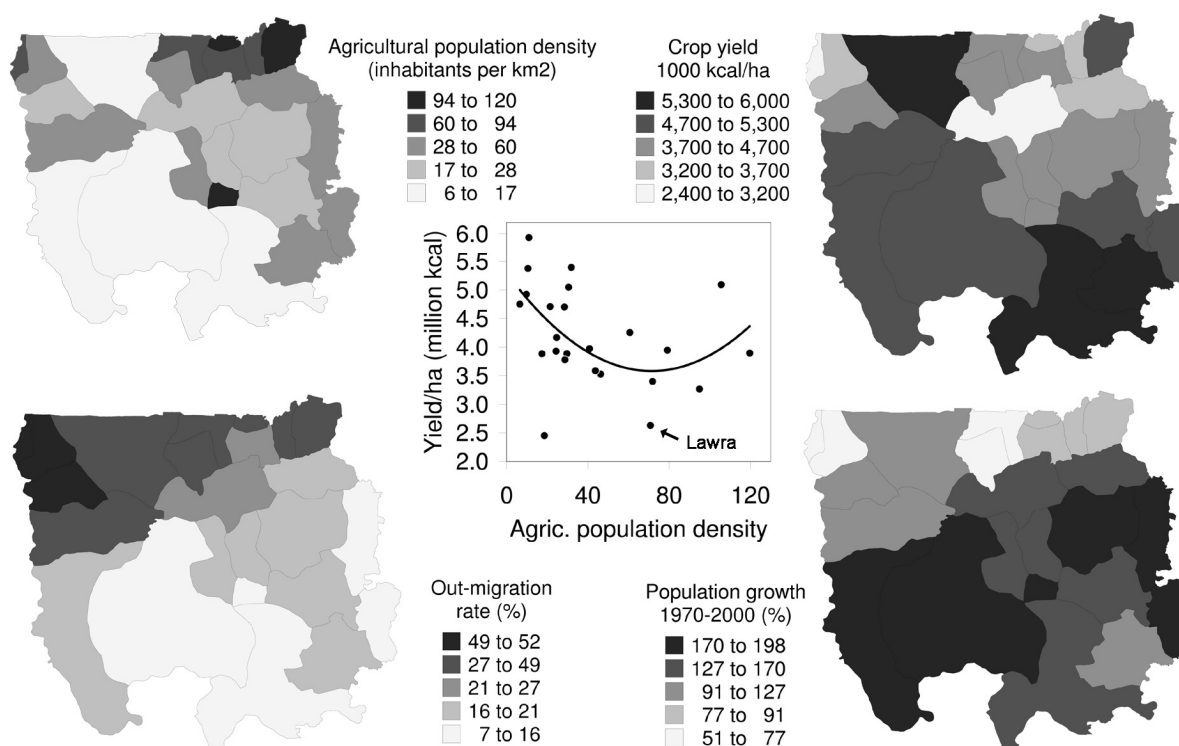 Agricultural population density
(inhabitants per km2)
94 to 120
60 to 94
28 to 60
17 to 28
6 to 17
Crop yield
1000 kcal/ha
5,300 to 6,000
4,700 to 5,300
3,700 to 4,700
3,200 to 3,700
2,400 to 3,200
Yield/ha (million kcal)
6.0
5.5
5.0
4.5
4.0
3.5
3.0
2.5
2.0
Lawra
0 40 80 120
Agric. population density
Out-migration
rate (%)
49 to 52
27 to 49
21 to 27
16 to 21
7 to 16
Population growth
1970-2000 (%)
170 to 198
127 to 170
91 to 127
77 to 91
51 to 77